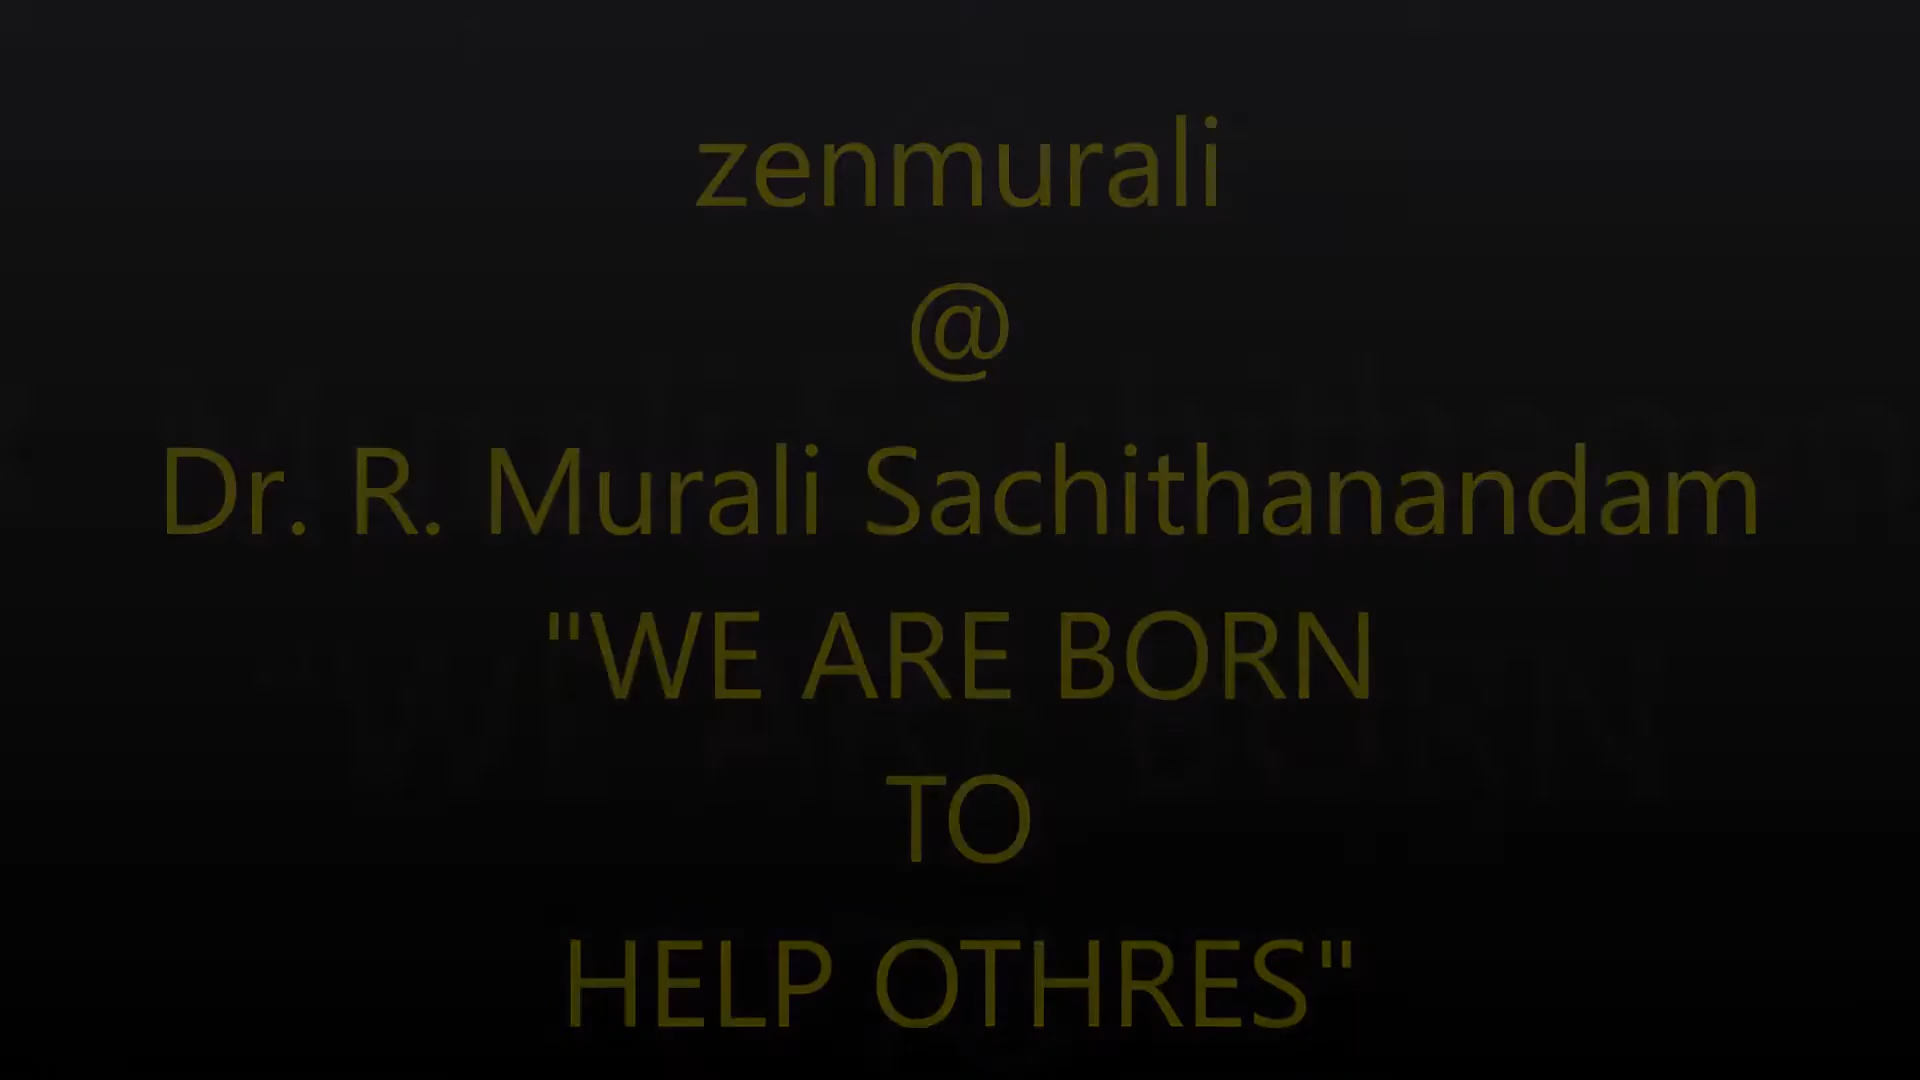 zenmurali
@
Dr. R. Murali Sachithanandam
"WE ARE BORN
TO
HELP OTHRES"